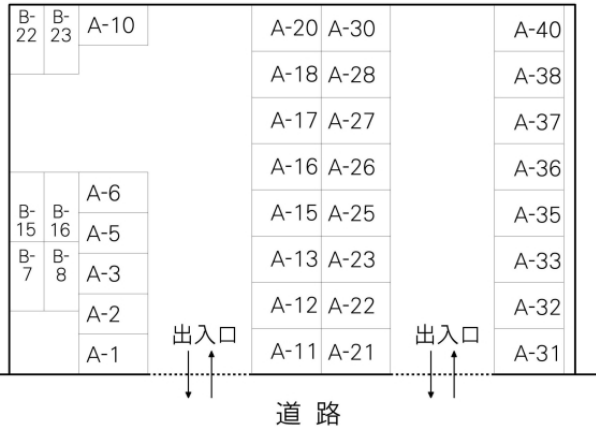 B-22 B-23 A-10 A-20 A-30 A-40
A-18 A-28 A-38
A-17 A-27 A-37
A-16 A-26 A-36
A-6
B-15 B-16 A-5 A-15 A-25 A-35
B-7 B-8 A-3 A-13 A-23 A-33
A-2 A-12 A-22 A-32
出入口 出入口
A-1 A-11 A-21 A-31
道路